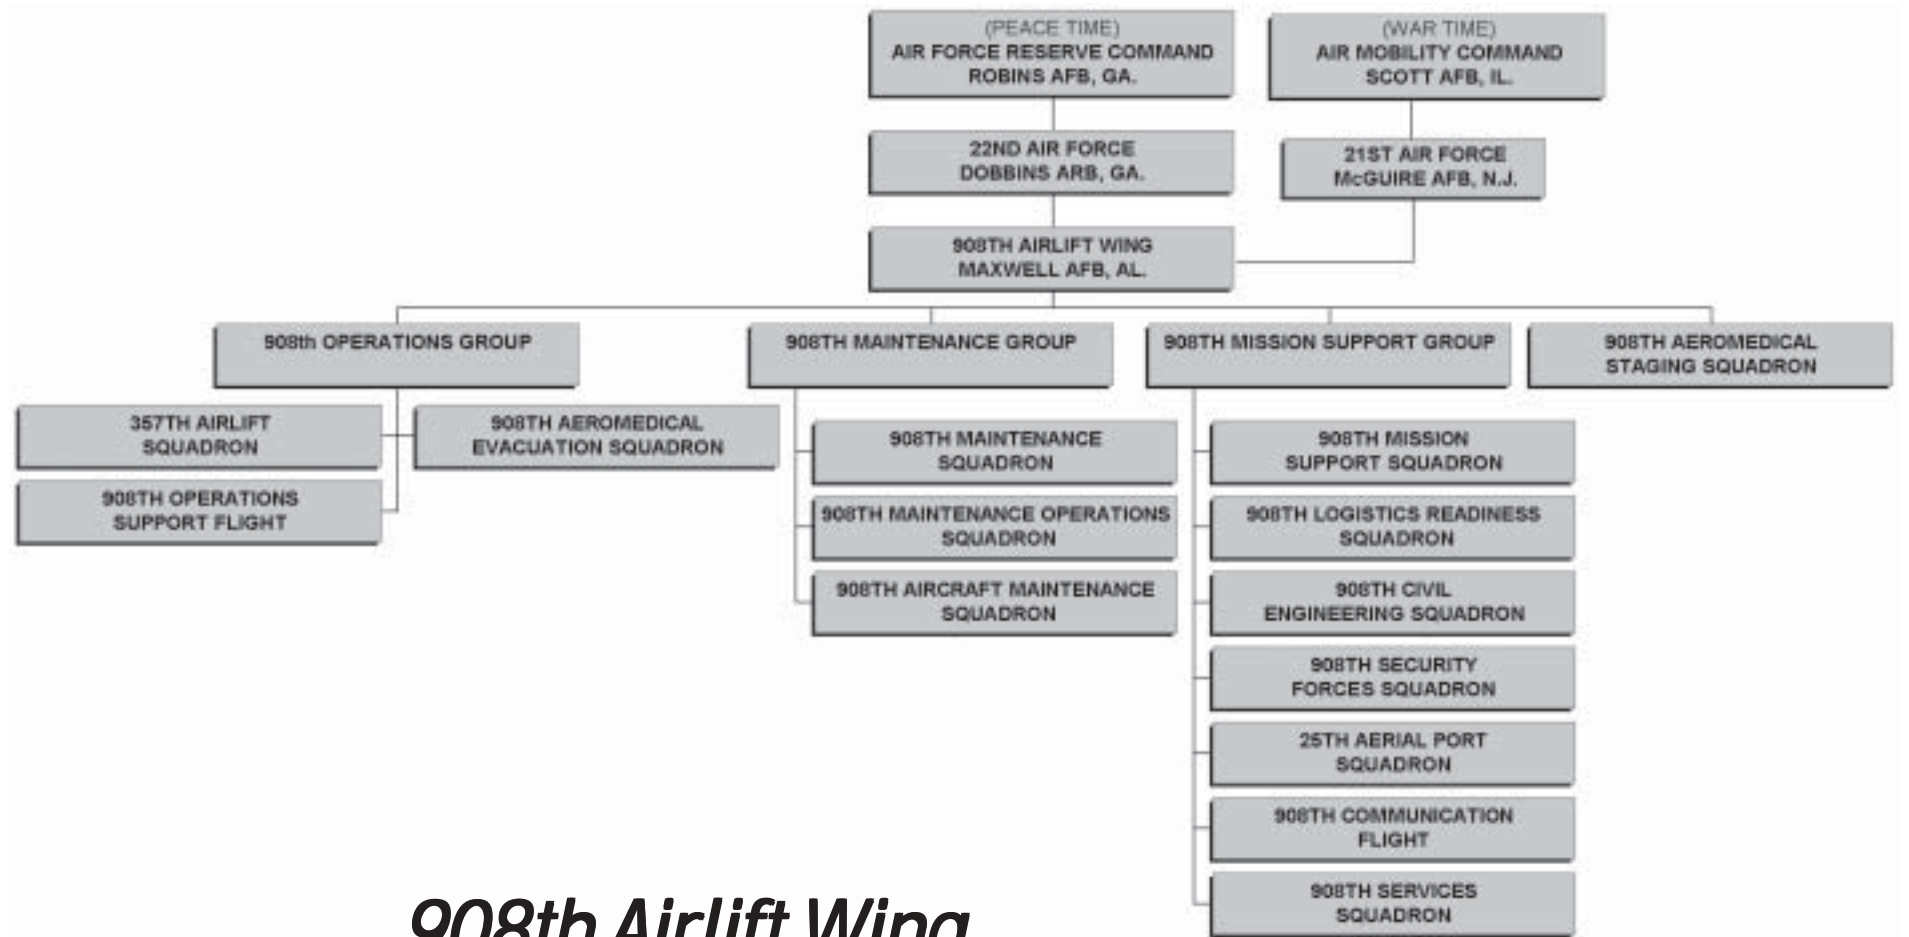 (PEACE TIME)
AIR FORCE RESERVE COMMAND
ROBINS AFB, GA.
(WAR TIME)
AIR MOBILITY COMMAND
SCOTT AFB, IL.
22ND AIR FORCE
DOBBINS ARB, GA.
21ST AIR FORCE
McGUIRE AFB, N.J.
908TH AIRLIFT WING
MAXWELL AFB, AL.
908th OPERATIONS GROUP
908TH MAINTENANCE GROUP
908TH MISSION SUPPORT GROUP
908TH AEROMEDICAL
STAGING SQUADRON
357TH AIRLIFT
SQUADRON
908TH AEROMEDICAL
EVACUATION SQUADRON
908TH OPERATIONS
SUPPORT FLIGHT
908TH MAINTENANCE
SQUADRON
908TH MAINTENANCE OPERATIONS
SQUADRON
908TH AIRCRAFT MAINTENANCE
SQUADRON
908TH MISSION
SUPPORT SQUADRON
908TH LOGISTICS READINESS
SQUADRON
908TH CIVIL
ENGINEERING SQUADRON
908TH SECURITY
FORCES SQUADRON
25TH AERIAL PORT
SQUADRON
908TH COMMUNICATION
FLIGHT
908TH SERVICES
SQUADRON
908th Airlift Wing